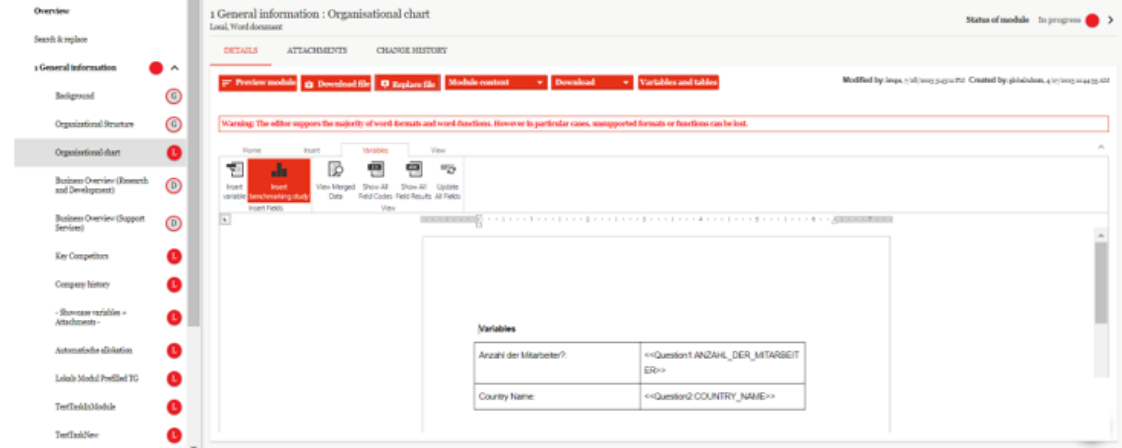 Overview
Search & replace
1 General information
Background
G
Organizational Structure
G
Organisational chart
L
Business Overview (Research
and Development)
D
Business Overview (Support
Services)
D
Key Competitors
L
Company history
L
- Showcase variables +
Attachments -
L
Automatische allokation
L
Lokals Modul Prefilled TG
L
TestTaskInModule
L
TestTaskNew
L
1 General information : Organisational chart
Local, Word document
Status of module In progress
DETAILS ATTACHMENTS CHANGE HISTORY
Preview module Download file Replace file Module content Download Variables and tables
Modified by: Created by:
Warning: The editor suppors the majority of word-formats and word-functions. However in particular cases, unsupported formats or functions can be lost.
Home Insert Variables View
Insert
variable
Insert
benchmarking study
View Merged
Data
Show All
Field Codes
Show All
Field Results
Update
All Fields
Insert Fields View
Variables
Anzahl der Mitarbeiter?: <<Question1.ANZAHL_DER_MITARBEIT
ER>>
Country Name: <<Question2.COUNTRY_NAME>>